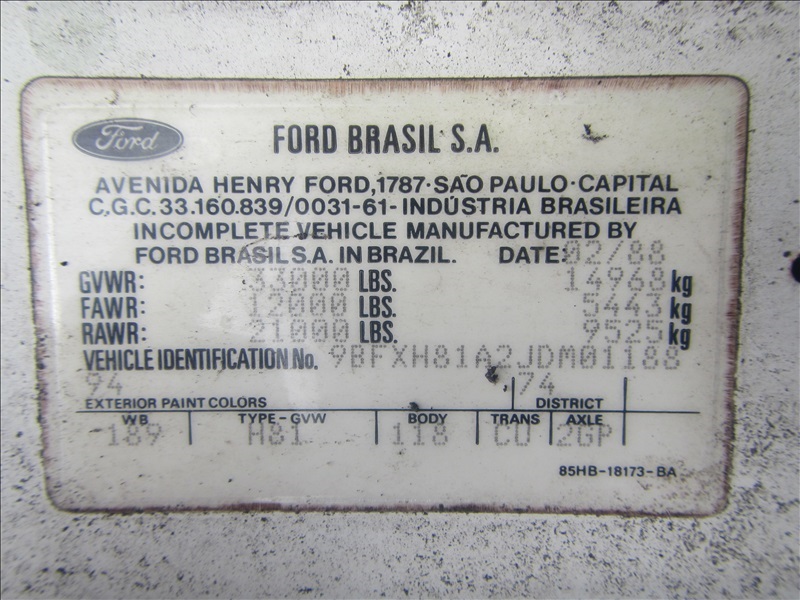 Ford FORD BRASIL S.A.
AVENIDA HENRY FORD,1787·SAO PAULO·CAPITAL
C.G.C.33.160.839/0031-61-INDÚSTRIA BRASILEIRA
INCOMPLETE VEHICLE MANUFACTURED BY
FORD BRASIL S.A. IN BRAZIL. DATE: 02/88
GVWR: 33000 LBS. 14968 kg
FAWR: 12000 LBS. 5443 kg
RAWR: 21000 LBS. 9525 kg
VEHICLE IDENTIFICATION No. 9BFXH81A2JDM01188
94 74
EXTERIOR PAINT COLORS DISTRICT
WB TYPE-GVW BODY TRANS AXLE
189 H81 118 CU 2GP
85HB-18173-BA